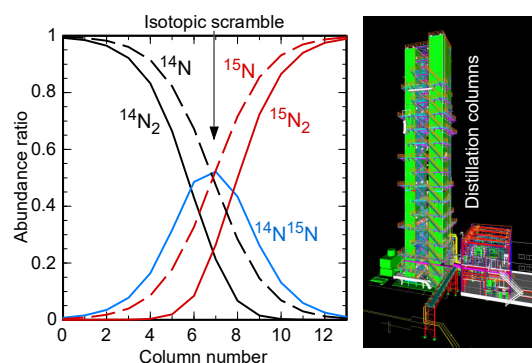 Isotopic scramble
1
0.8
0.6
0.4
0.2
0
Abundance ratio
¹⁴N
¹⁵N
¹⁴N₂
¹⁵N₂
¹⁴N¹⁵N
0 2 4 6 8 10 12
Column number
Distillation columns